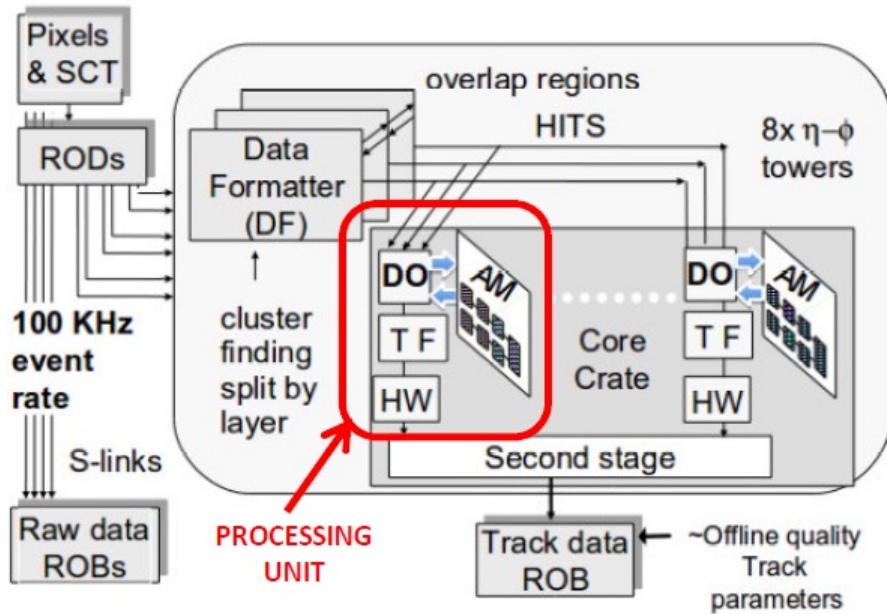 Pixels
& SCT
RODs
100 KHz
event
rate
S-links
Raw data
ROBs
overlap regions
HITS
8x η–ϕ
towers
Data
Formatter
(DF)
cluster
finding
split by
layer
DO
AM
T F
HW
Core
Crate
DO
AM
T F
HW
Second stage
PROCESSING
UNIT
Track data
ROB
~Offline quality
Track
parameters